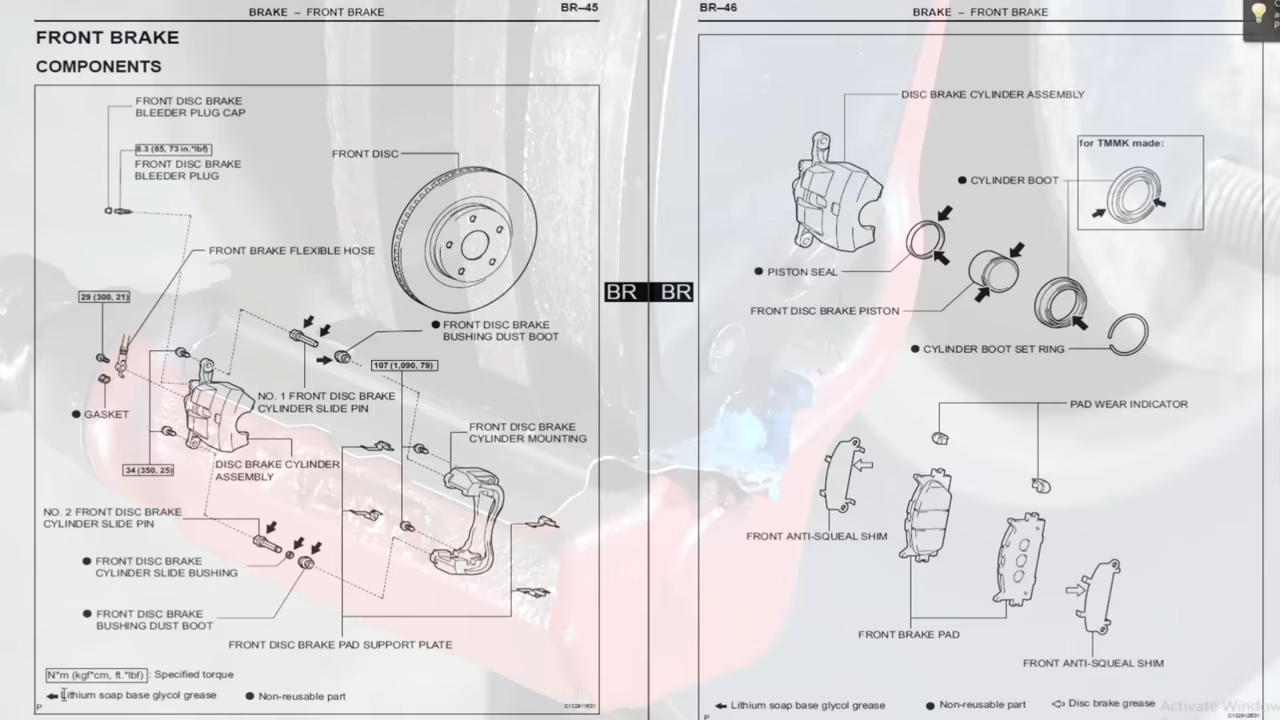 BRAKE – FRONT BRAKE
BR–45
FRONT BRAKE
COMPONENTS
FRONT DISC BRAKE
BLEEDER PLUG CAP
8.3 (85, 73 in.*lbf)
FRONT DISC BRAKE
BLEEDER PLUG
FRONT DISC
FRONT BRAKE FLEXIBLE HOSE
29 (300, 21)
● FRONT DISC BRAKE
BUSHING DUST BOOT
107 (1,090, 79)
NO. 1 FRONT DISC BRAKE
CYLINDER SLIDE PIN
● GASKET
FRONT DISC BRAKE
CYLINDER MOUNTING
34 (350, 25)
DISC BRAKE CYLINDER
ASSEMBLY
NO. 2 FRONT DISC BRAKE
CYLINDER SLIDE PIN
● FRONT DISC BRAKE
CYLINDER SLIDE BUSHING
● FRONT DISC BRAKE
BUSHING DUST BOOT
FRONT DISC BRAKE PAD SUPPORT PLATE
N*m (kgf*cm, ft.*lbf) : Specified torque
Lithium soap base glycol grease
● Non-reusable part
P
BR
BR
BR–46
BRAKE – FRONT BRAKE
DISC BRAKE CYLINDER ASSEMBLY
for TMMK made:
● CYLINDER BOOT
● PISTON SEAL
FRONT DISC BRAKE PISTON
● CYLINDER BOOT SET RING
PAD WEAR INDICATOR
FRONT ANTI-SQUEAL SHIM
FRONT BRAKE PAD
FRONT ANTI-SQUEAL SHIM
Lithium soap base glycol grease
● Non-reusable part
Disc brake grease
P
Activate Window